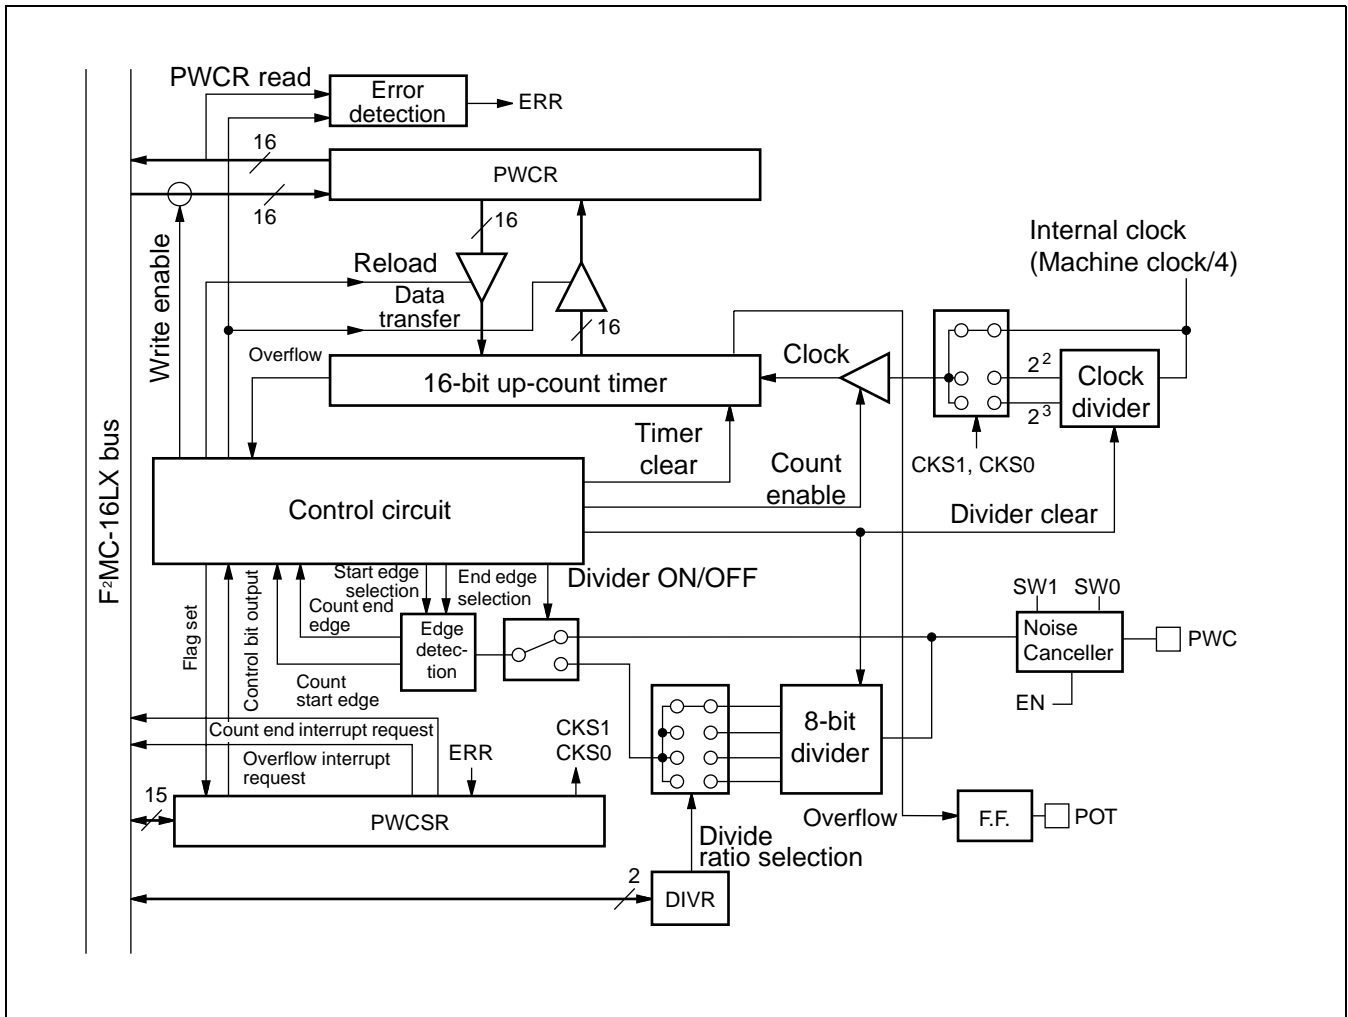 PWCR read
Error
detection
ERR
16
PWCR
16
16
Write enable
Reload
Data
transfer
16
Internal clock
(Machine clock/4)
Overflow
16-bit up-count timer
Clock
2²
2³
Clock
divider
CKS1, CKS0
Timer
clear
Count
enable
Divider clear
F²MC-16LX bus
Control circuit
Flag set
Control bit output
Start edge
selection
End edge
selection
Divider ON/OFF
Count end
edge
Edge
detec-
tion
Count
start edge
SW1
SW0
Noise
Canceller
PWC
EN
8-bit
divider
Count end interrupt request
Overflow interrupt
request
ERR
CKS1
CKS0
15
PWCSR
Overflow
F.F.
POT
Divide
ratio selection
2
DIVR